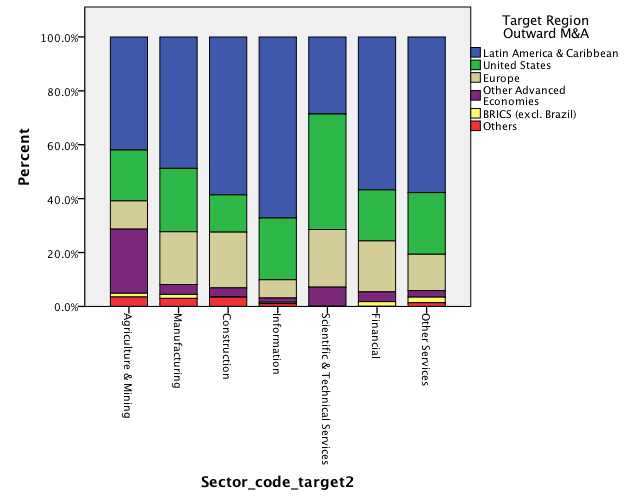 Target Region
Outward M&A
Latin America & Caribbean
United States
Europe
Other Advanced
Economies
BRICS (excl. Brazil)
Others
Percent
100.0%
80.0%
60.0%
40.0%
20.0%
0.0%
Agriculture & Mining
Manufacturing
Construction
Information
Scientific & Technical Services
Financial
Other Services
Sector_code_target2